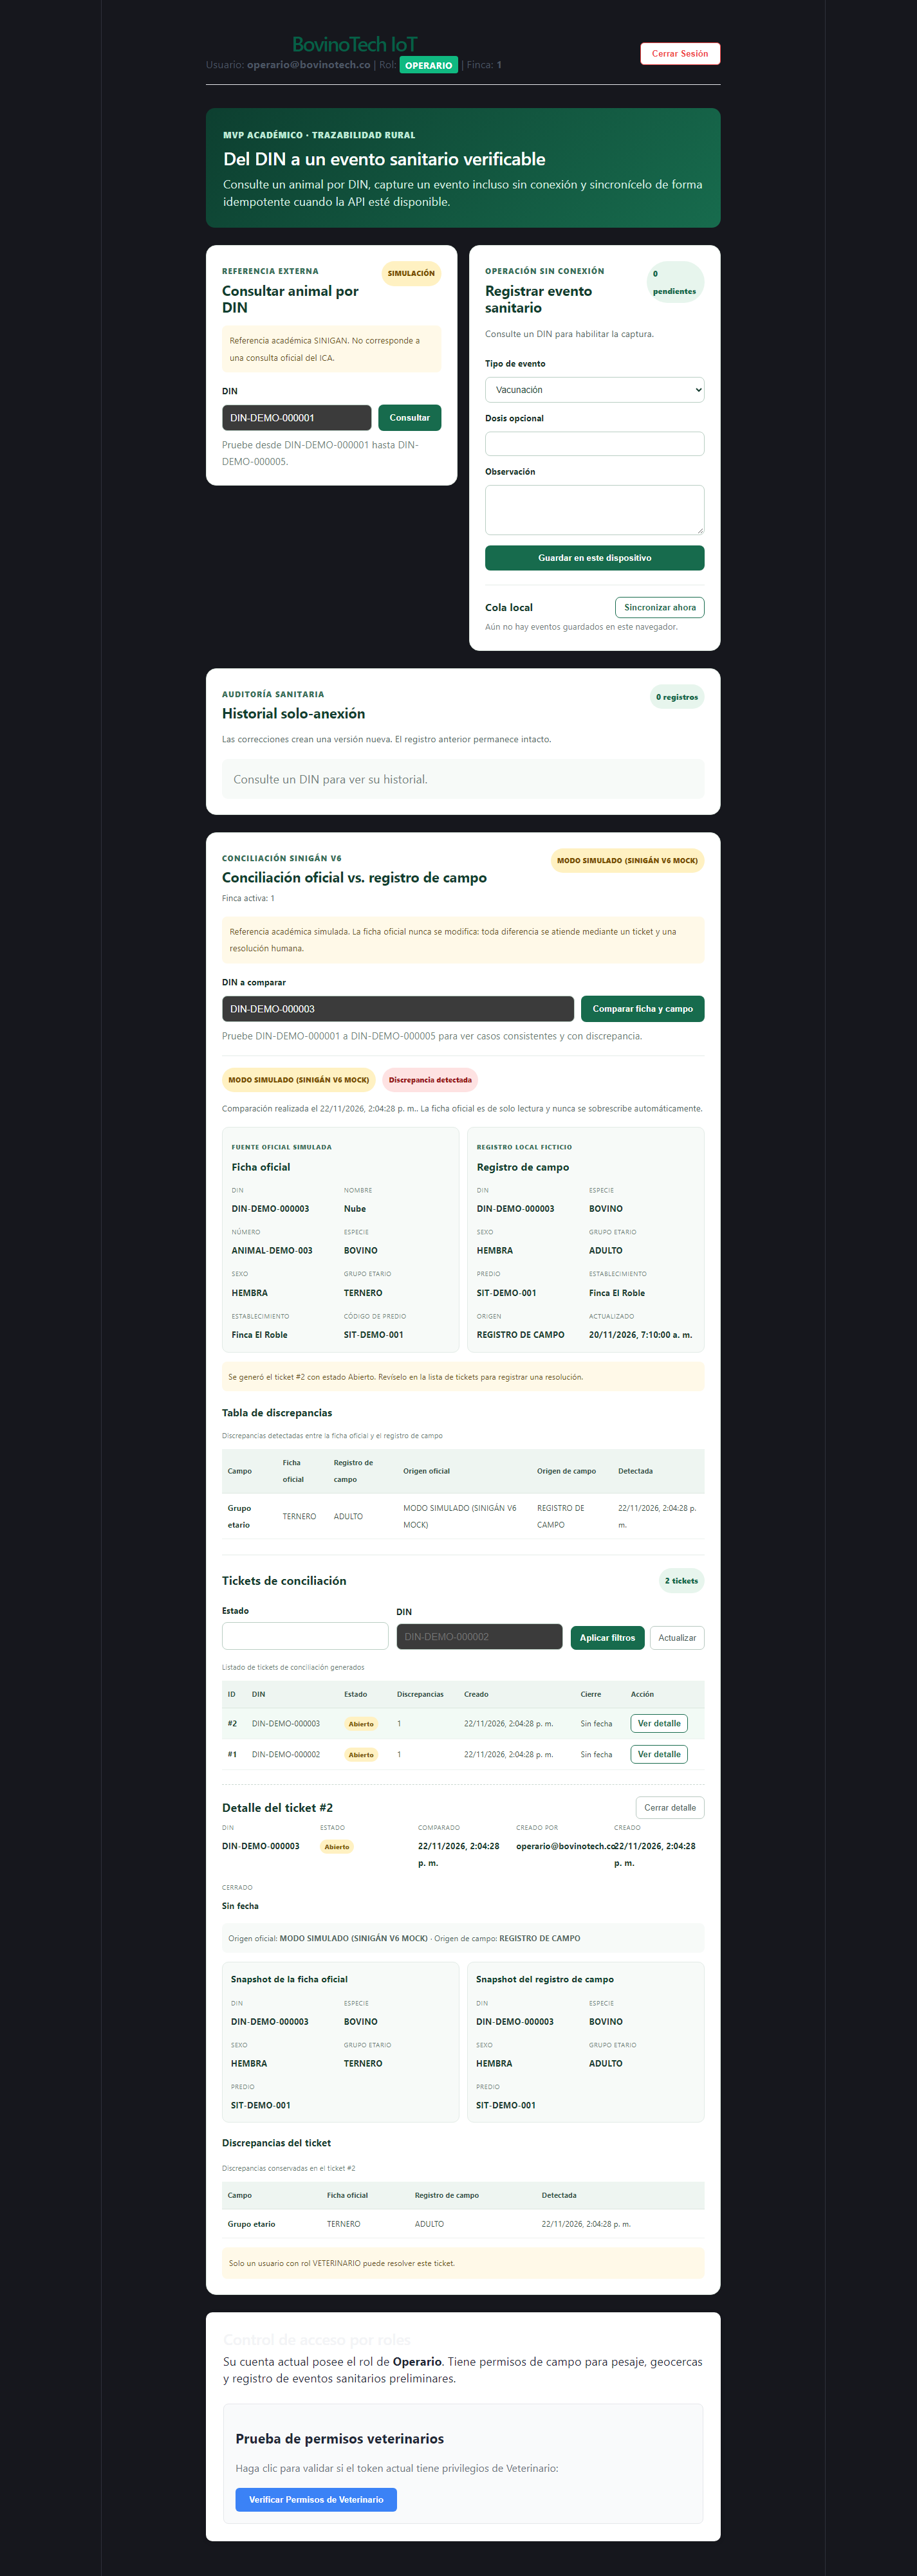 BovinoTech IoT
Usuario: operario@bovinotech.co | Rol: OPERARIO | Finca: 1
Cerrar Sesión
MVP ACADÉMICO · TRAZABILIDAD RURAL
Del DIN a un evento sanitario verificable
Consulte un animal por DIN, capture un evento incluso sin conexión y sincronícelo de forma
idempotente cuando la API esté disponible.
REFERENCIA EXTERNA
SIMULACIÓN
Consultar animal por
DIN
Referencia académica SINIGAN. No corresponde a
una consulta oficial del ICA.
DIN
DIN-DEMO-000001
Consultar
Pruebe desde DIN-DEMO-000001 hasta DIN-
DEMO-000005.
OPERACIÓN SIN CONEXIÓN
0
pendientes
Registrar evento
sanitario
Consulte un DIN para habilitar la captura.
Tipo de evento
Vacunación
Dosis opcional
Observación
Guardar en este dispositivo
Cola local
Sincronizar ahora
Aún no hay eventos guardados en este navegador.
AUDITORÍA SANITARIA
0 registros
Historial solo-anexión
Las correcciones crean una versión nueva. El registro anterior permanece intacto.
Consulte un DIN para ver su historial.
CONCILIACIÓN SINIGÁN V6
MODO SIMULADO (SINIGÁN V6 MOCK)
Conciliación oficial vs. registro de campo
Finca activa: 1
Referencia académica simulada. La ficha oficial nunca se modifica: toda diferencia se atiende mediante un ticket y una
resolución humana.
DIN a comparar
DIN-DEMO-000003
Comparar ficha y campo
Pruebe DIN-DEMO-000001 a DIN-DEMO-000005 para ver casos consistentes y con discrepancia.
MODO SIMULADO (SINIGÁN V6 MOCK)
Discrepancia detectada
Comparación realizada el 22/11/2026, 2:04:28 p. m.. La ficha oficial es de solo lectura y nunca se sobrescribe automáticamente.
FUENTE OFICIAL SIMULADA
Ficha oficial
DIN NOMBRE
DIN-DEMO-000003 Nube
NÚMERO ESPECIE
ANIMAL-DEMO-003 BOVINO
SEXO GRUPO ETARIO
HEMBRA TERNERO
ESTABLECIMIENTO CÓDIGO DE PREDIO
Finca El Roble SIT-DEMO-001
REGISTRO LOCAL FICTICIO
Registro de campo
DIN ESPECIE
DIN-DEMO-000003 BOVINO
SEXO GRUPO ETARIO
HEMBRA ADULTO
PREDIO ESTABLECIMIENTO
SIT-DEMO-001 Finca El Roble
ORIGEN ACTUALIZADO
REGISTRO DE CAMPO 20/11/2026, 7:10:00 a. m.
Se generó el ticket #2 con estado Abierto. Revíselo en la lista de tickets para registrar una resolución.
Tabla de discrepancias
Discrepancias detectadas entre la ficha oficial y el registro de campo
Campo Ficha oficial Registro de campo Origen oficial Origen de campo Detectada
Grupo etario TERNERO ADULTO MODO SIMULADO (SINIGÁN V6 MOCK) REGISTRO DE CAMPO 22/11/2026, 2:04:28 p. m.
Tickets de conciliación
2 tickets
Estado
DIN
DIN-DEMO-000002
Aplicar filtros
Actualizar
Listado de tickets de conciliación generados
ID DIN Estado Discrepancias Creado Cierre Acción
#2 DIN-DEMO-000003 Abierto 1 22/11/2026, 2:04:28 p. m. Sin fecha Ver detalle
#1 DIN-DEMO-000002 Abierto 1 22/11/2026, 2:04:28 p. m. Sin fecha Ver detalle
Detalle del ticket #2
Cerrar detalle
DIN ESTADO COMPARADO CREADO POR CREADO
DIN-DEMO-000003 Abierto 22/11/2026, 2:04:28 p. m. operario@bovinotech.co 22/11/2026, 2:04:28 p. m.
CERRADO
Sin fecha
Origen oficial: MODO SIMULADO (SINIGÁN V6 MOCK) · Origen de campo: REGISTRO DE CAMPO
Snapshot de la ficha oficial
DIN ESPECIE
DIN-DEMO-000003 BOVINO
SEXO GRUPO ETARIO
HEMBRA TERNERO
PREDIO
SIT-DEMO-001
Snapshot del registro de campo
DIN ESPECIE
DIN-DEMO-000003 BOVINO
SEXO GRUPO ETARIO
HEMBRA ADULTO
PREDIO
SIT-DEMO-001
Discrepancias del ticket
Discrepancias conservadas en el ticket #2
Campo Ficha oficial Registro de campo Detectada
Grupo etario TERNERO ADULTO 22/11/2026, 2:04:28 p. m.
Solo un usuario con rol VETERINARIO puede resolver este ticket.
Control de acceso por roles
Su cuenta actual posee el rol de Operario. Tiene permisos de campo para pesaje, geocercas
y registro de eventos sanitarios preliminares.
Prueba de permisos veterinarios
Haga clic para validar si el token actual tiene privilegios de Veterinario:
Verificar Permisos de Veterinario